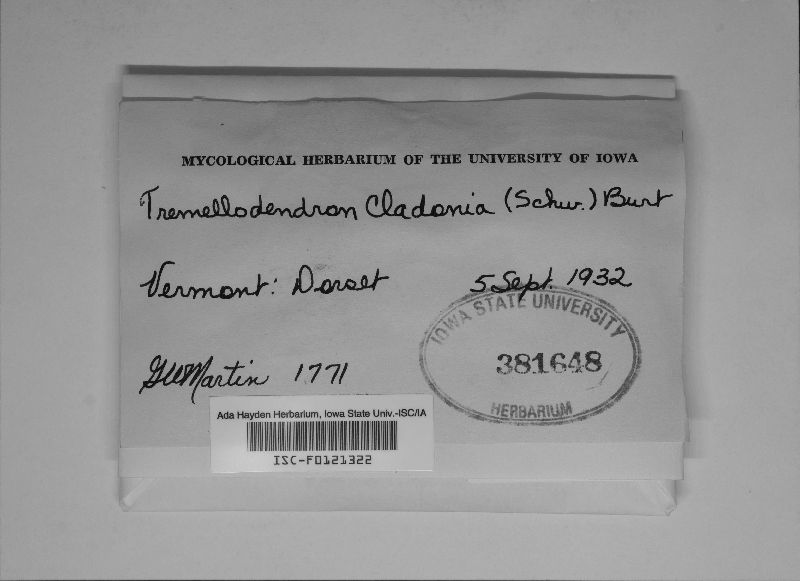 MYCOLOGICAL HERBARIUM OF THE UNIVERSITY OF IOWA
Tremellodendron Cladonia (Schw.) Burt
Vermont: Dorset 5 Sept. 1932
IOWA STATE UNIVERSITY
381648
HERBARIUM
GWMartin 1771
Ada Hayden Herbarium, Iowa State Univ.-ISC/IA
ISC-F0121322